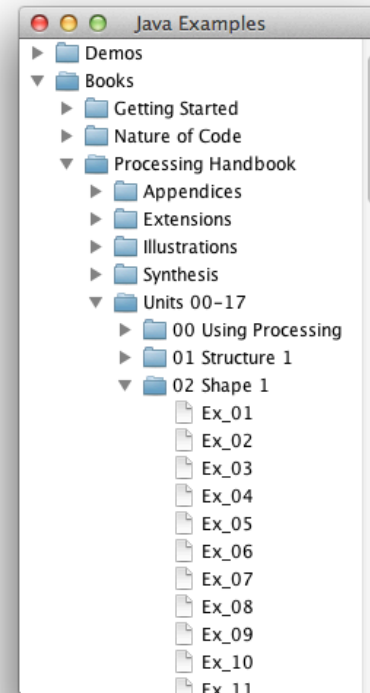 Java Examples
Demos
Books
Getting Started
Nature of Code
Processing Handbook
Appendices
Extensions
Illustrations
Synthesis
Units 00-17
00 Using Processing
01 Structure 1
02 Shape 1
Ex_01
Ex_02
Ex_03
Ex_04
Ex_05
Ex_06
Ex_07
Ex_08
Ex_09
Ex_10
Ex_11